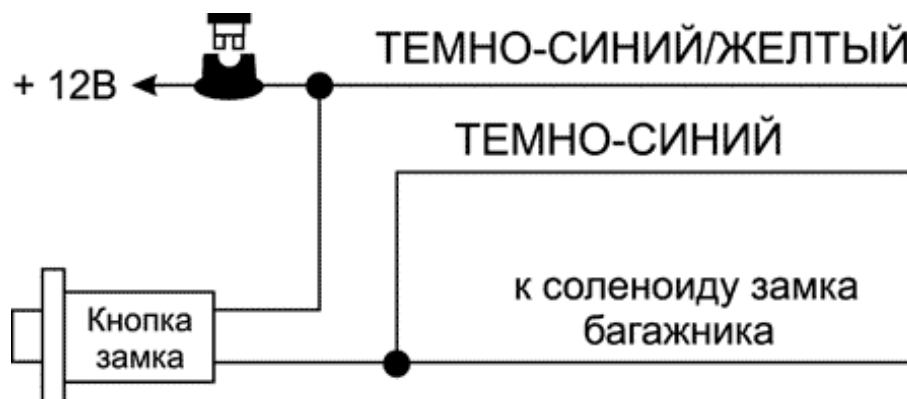 ТЕМНО-СИНИЙ/ЖЕЛТЫЙ
+ 12В
ТЕМНО-СИНИЙ
к соленоиду замка
багажника
Кнопка
замка